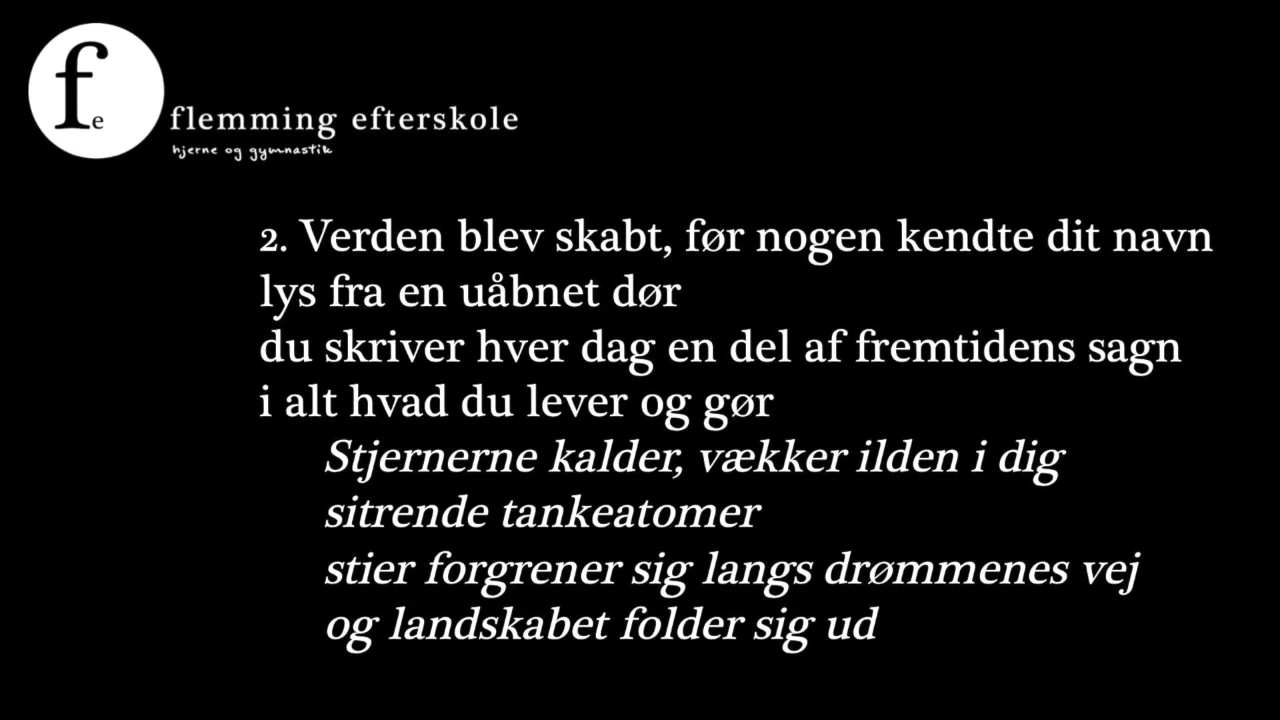 fe
flemming efterskole
hjerne og gymnastik
2. Verden blev skabt, før nogen kendte dit navn
lys fra en uåbnet dør
du skriver hver dag en del af fremtidens sagn
i alt hvad du lever og gør
Stjernerne kalder, vækker ilden i dig
sitrende tankeatomer
stier forgrener sig langs drømmenes vej
og landskabet folder sig ud